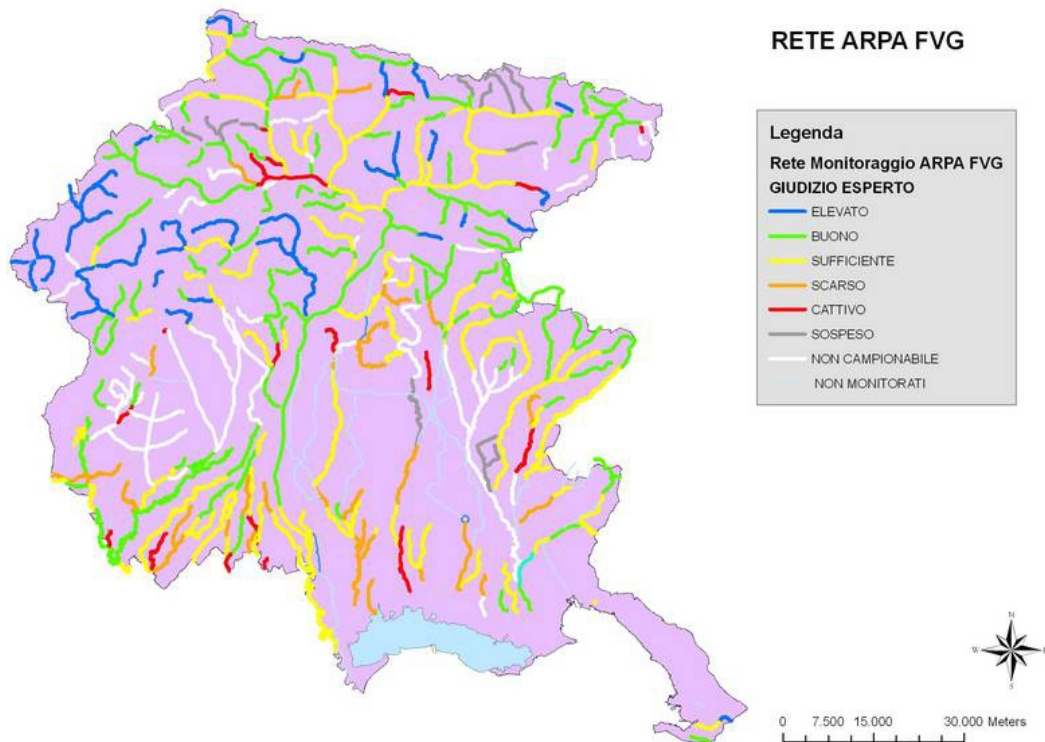 RETE ARPA FVG
Legenda
Rete Monitoraggio ARPA FVG
GIUDIZIO ESPERTO
ELEVATO
BUONO
SUFFICIENTE
SCARSO
CATTIVO
SOSPESO
NON CAMPIONABILE
NON MONITORATI
N
W E
S
0 7.500 15.000 30.000 Meters